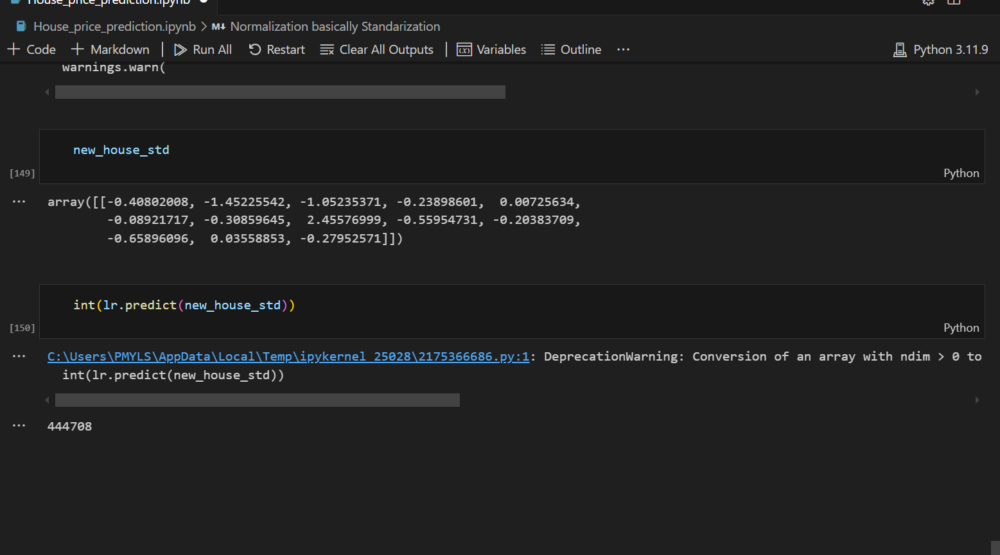 House_price_prediction.ipynb
House_price_prediction.ipynb > M↓ Normalization basically Standarization
+ Code + Markdown | Run All Restart Clear All Outputs | Variables Outline ... Python 3.11.9
warnings.warn(
new_house_std
[149] Python
... array([[-0.40802008, -1.45225542, -1.05235371, -0.23898601,  0.00725634,
-0.08921717, -0.30859645,  2.45576999, -0.55954731, -0.20383709,
-0.65896096,  0.03558853, -0.27952571]])
int(lr.predict(new_house_std))
[150] Python
... C:\Users\PMYLS\AppData\Local\Temp\ipykernel_25028\2175366686.py:1: DeprecationWarning: Conversion of an array with ndim > 0 to
int(lr.predict(new_house_std))
... 444708